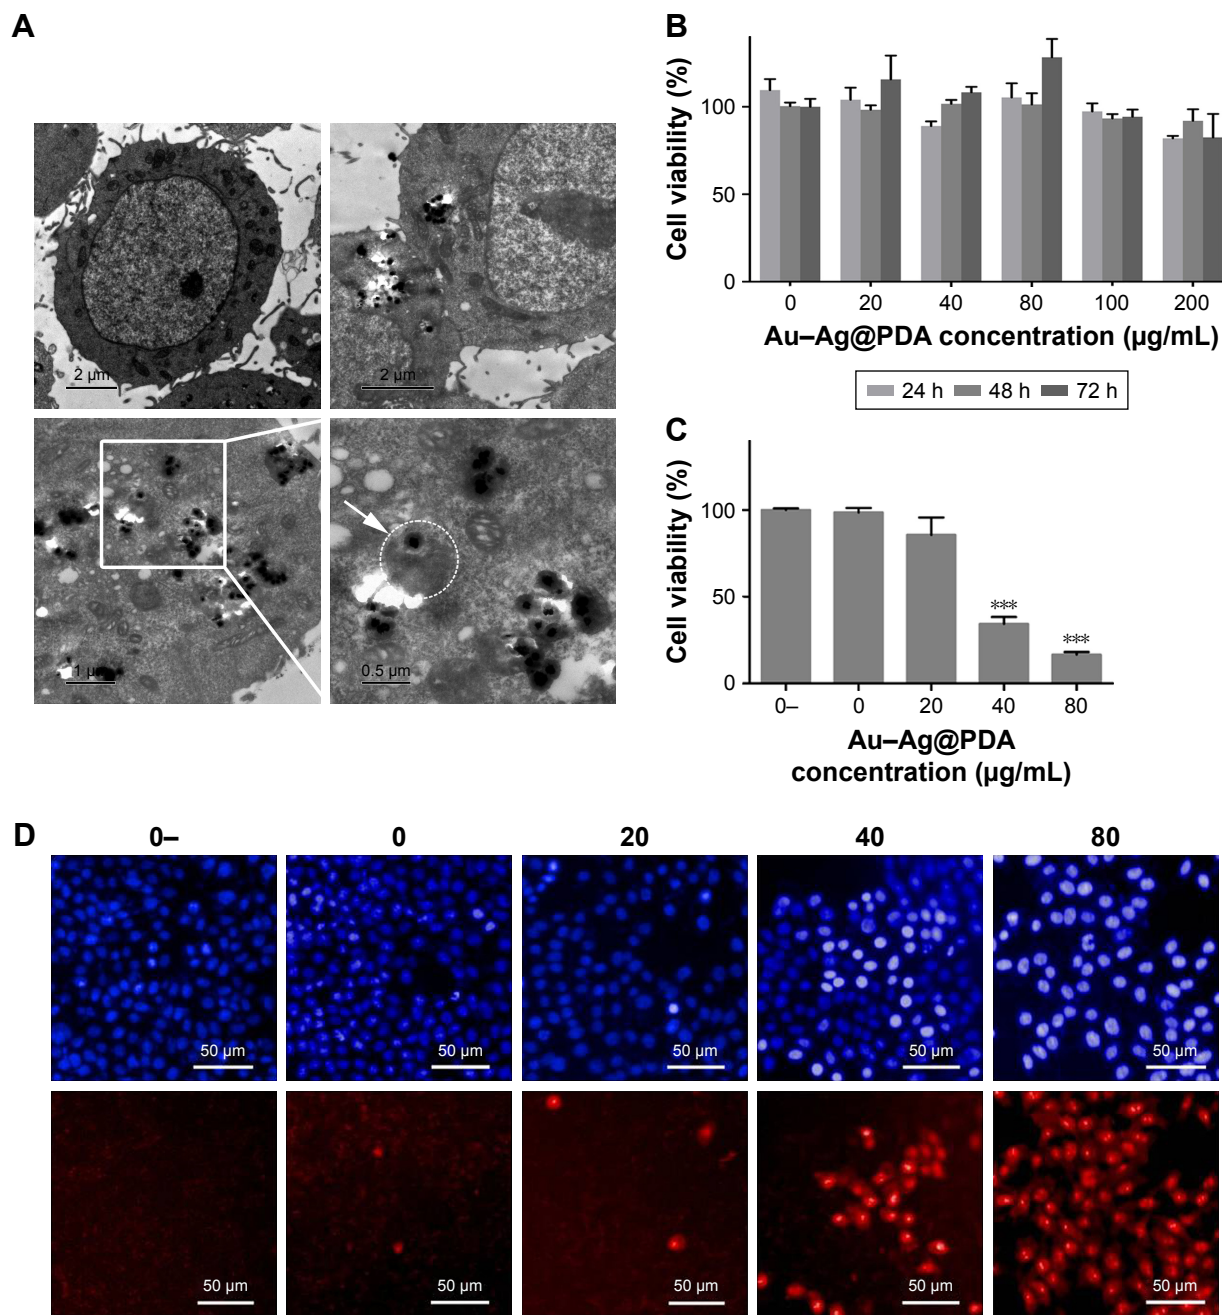 A
2 µm
2 µm
1 µm
0.5 µm
B
Cell viability (%)
100
50
0
0 20 40 80 100 200
Au–Ag@PDA concentration (µg/mL)
24 h 48 h 72 h
C
Cell viability (%)
100
50
0
***
***
0– 0 20 40 80
Au–Ag@PDA
concentration (µg/mL)
D
0– 0 20 40 80
50 µm 50 µm 50 µm 50 µm 50 µm
50 µm 50 µm 50 µm 50 µm 50 µm